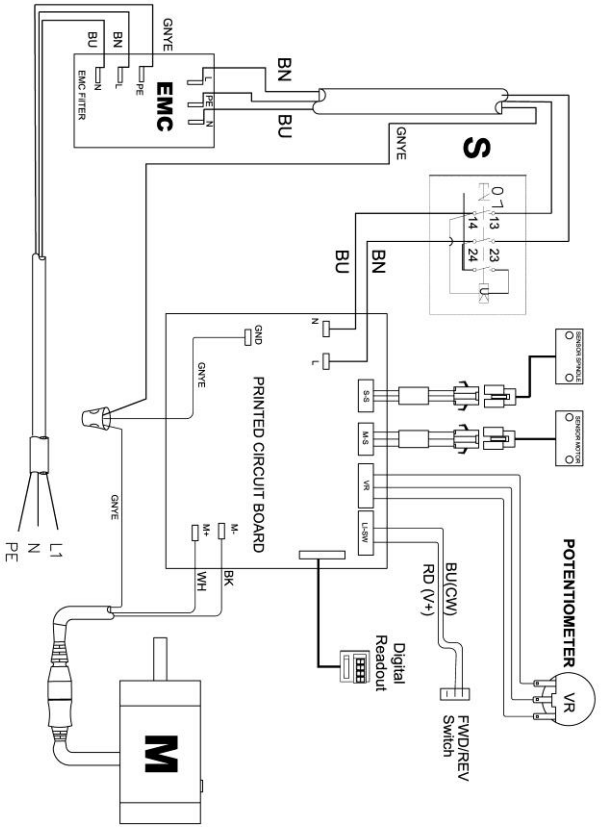 GNYE
BN
BU
PE
L
N
EMC FilTER
EMC
L
PE
N
BN
BU
GNYE
S
0 1
13
14
23
24
BU
BN
N
L
GND
GNYE
PRINTED CIRCUIT BOARD
S-S
M-S
VR
LI-SW
SENSOR SPINDLE
SENSOR MOTOR
M+
M-
WH
BK
GNYE
L1
N
PE
BU(CW)
RD (V+)
Digital
Readout
FWD/REV
Switch
POTENTIOMETER
VR
M